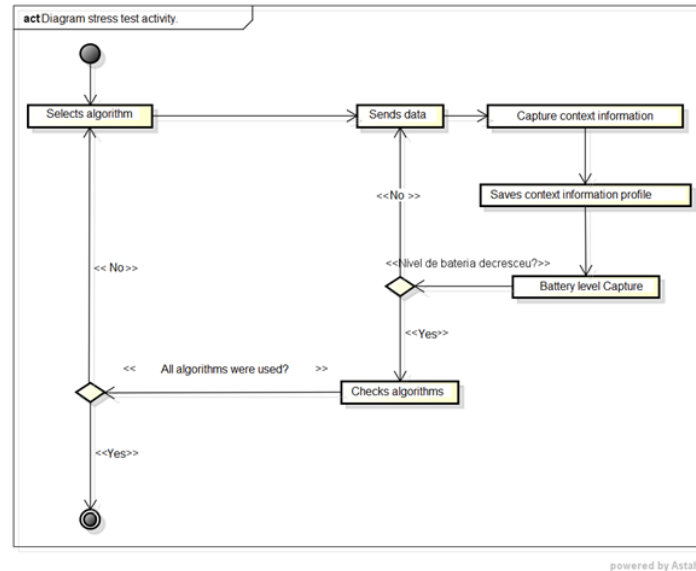 act Diagram stress test activity.
Selects algorithm
Sends data
Capture context information
<<No >>
Saves context information profile
<<Nível de bateria decresceu?>>
<< No>>
Battery level Capture
<<Yes>>
<< All algorithms were used? >>
Checks algorithms
<<Yes>>
powered by Astah